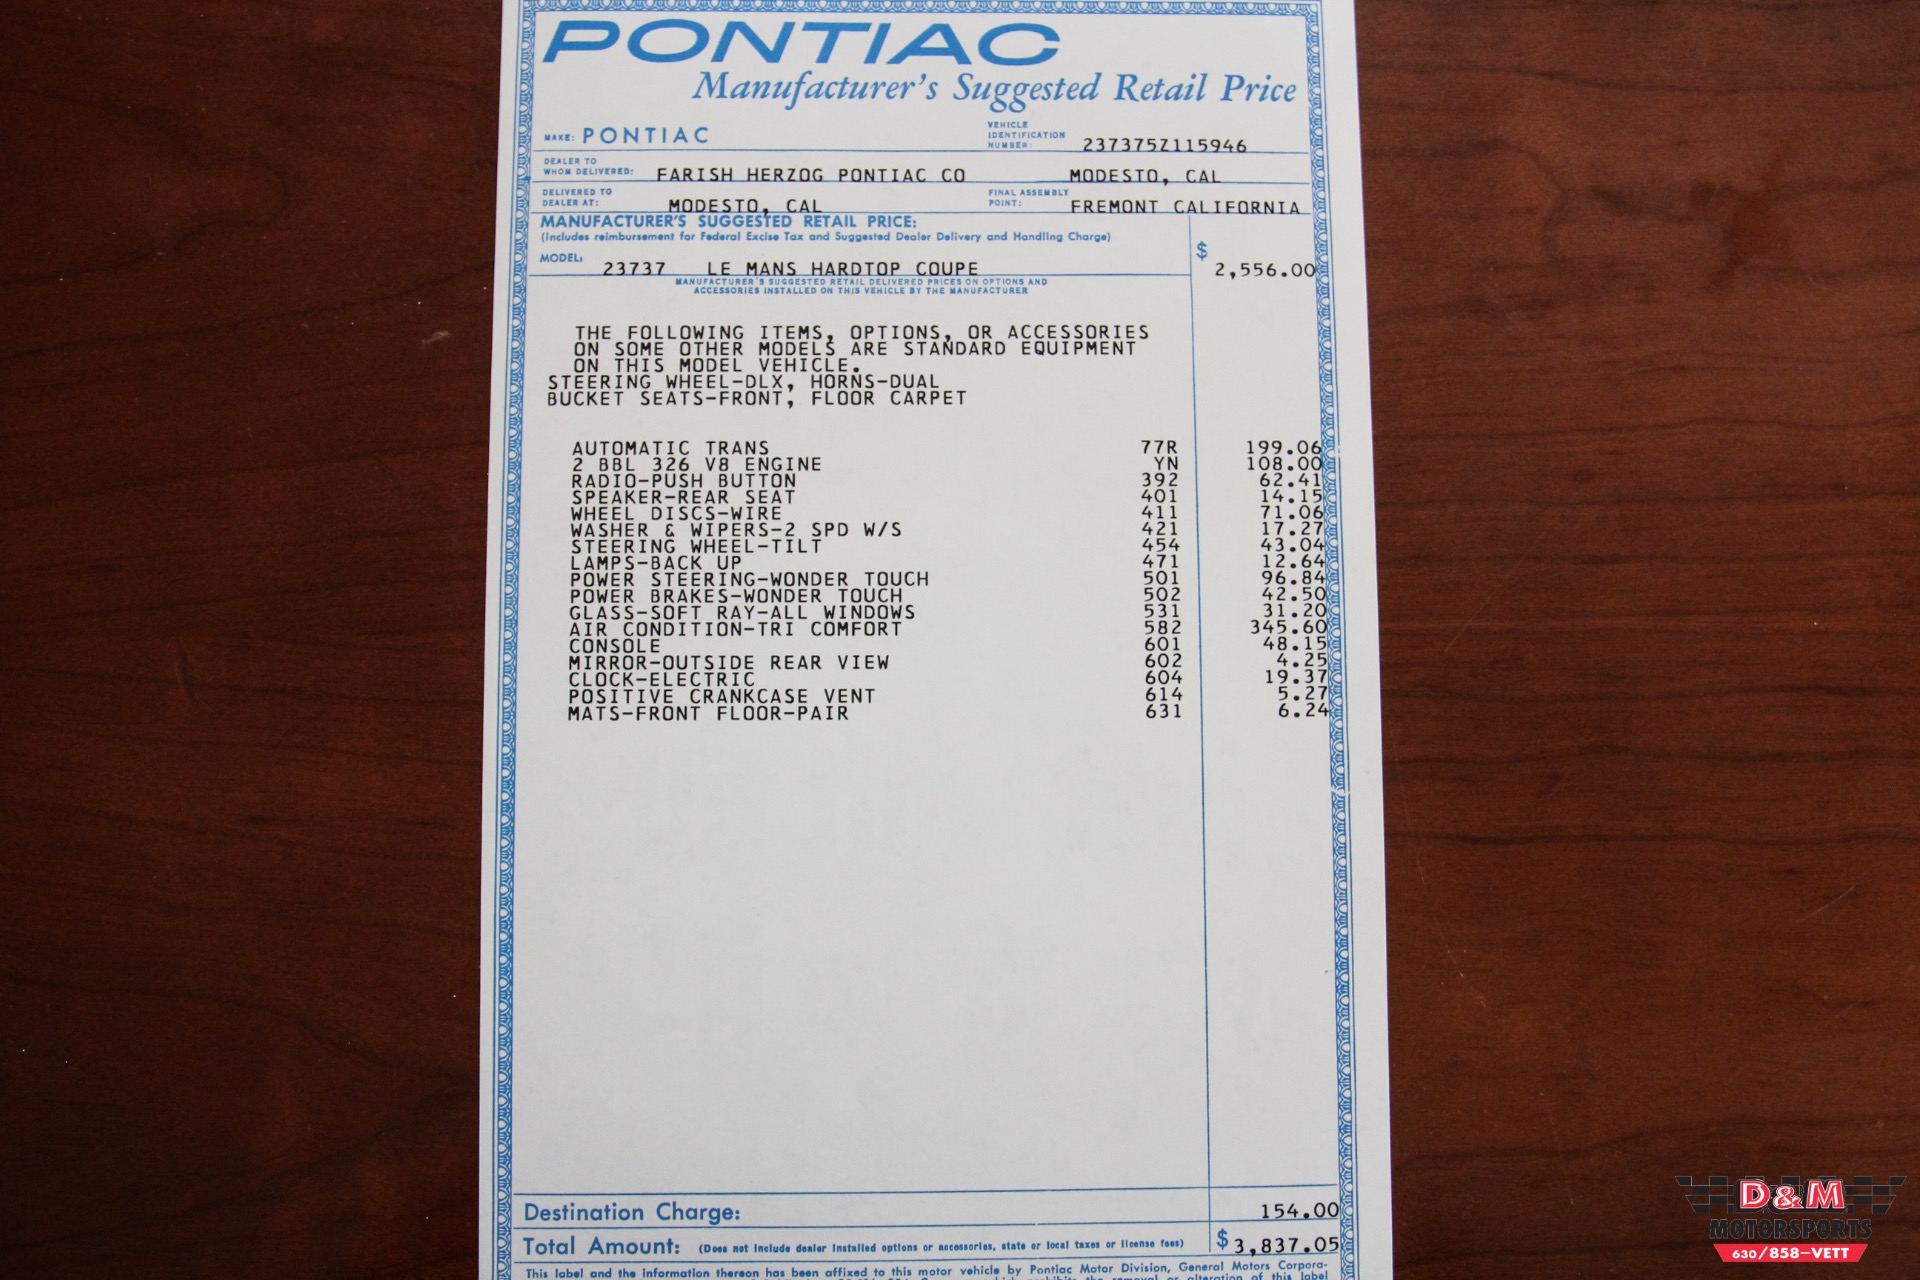 PONTIAC
Manufacturer's Suggested Retail Price
MAKE: PONTIAC VEHICLE IDENTIFICATION NUMBER: 237375Z115946
DEALER TO WHOM DELIVERED: FARISH HERZOG PONTIAC CO MODESTO, CAL
DELIVERED TO DEALER AT: MODESTO, CAL FINAL ASSEMBLY POINT: FREMONT CALIFORNIA
MANUFACTURER'S SUGGESTED RETAIL PRICE:
(Includes reimbursement for Federal Excise Tax and Suggested Dealer Delivery and Handling Charge)
MODEL: 23737 LE MANS HARDTOP COUPE $ 2,556.00
MANUFACTURER'S SUGGESTED RETAIL DELIVERED PRICES ON OPTIONS AND
ACCESSORIES INSTALLED ON THIS VEHICLE BY THE MANUFACTURER
THE FOLLOWING ITEMS, OPTIONS, OR ACCESSORIES
ON SOME OTHER MODELS ARE STANDARD EQUIPMENT
ON THIS MODEL VEHICLE.
STEERING WHEEL-DLX, HORNS-DUAL
BUCKET SEATS-FRONT, FLOOR CARPET
AUTOMATIC TRANS 77R 199.06
2 BBL 326 V8 ENGINE YN 108.00
RADIO-PUSH BUTTON 392 62.41
SPEAKER-REAR SEAT 401 14.15
WHEEL DISCS-WIRE 411 71.06
WASHER & WIPERS-2 SPD W/S 421 17.27
STEERING WHEEL-TILT 454 43.04
LAMPS-BACK UP 471 12.64
POWER STEERING-WONDER TOUCH 501 96.84
POWER BRAKES-WONDER TOUCH 502 42.50
GLASS-SOFT RAY-ALL WINDOWS 531 31.20
AIR CONDITION-TRI COMFORT 582 345.60
CONSOLE 601 48.15
MIRROR-OUTSIDE REAR VIEW 602 4.25
CLOCK-ELECTRIC 604 19.37
POSITIVE CRANKCASE VENT 614 5.27
MATS-FRONT FLOOR-PAIR 631 6.24
Destination Charge: 154.00
Total Amount: (Does not include dealer installed options or accessories, state or local taxes or license fees) $ 3,837.05
This label and the information thereon has been affixed to this motor vehicle by Pontiac Motor Division, General Motors Corpora-
which prohibits the removal or alteration of this label
D&M
MOTORSPORTS
630/858-VETT